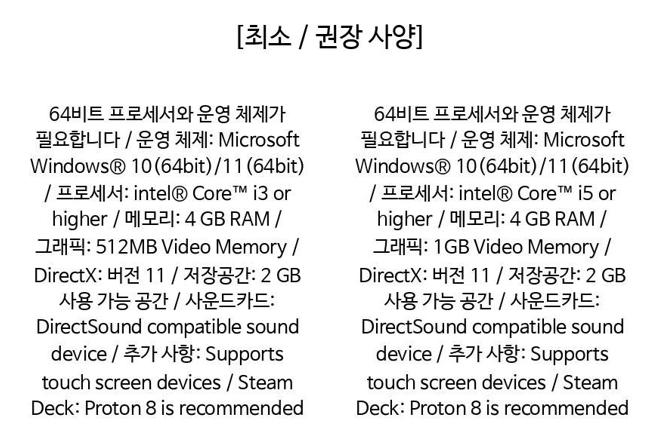 [최소 / 권장 사양]
64비트 프로세서와 운영 체제가
필요합니다 / 운영 체제: Microsoft
Windows® 10(64bit)/11(64bit)
/ 프로세서: intel® Core™ i3 or
higher / 메모리: 4 GB RAM /
그래픽: 512MB Video Memory /
DirectX: 버전 11 / 저장공간: 2 GB
사용 가능 공간 / 사운드카드:
DirectSound compatible sound
device / 추가 사항: Supports
touch screen devices / Steam
Deck: Proton 8 is recommended
64비트 프로세서와 운영 체제가
필요합니다 / 운영 체제: Microsoft
Windows® 10(64bit)/11(64bit)
/ 프로세서: intel® Core™ i5 or
higher / 메모리: 4 GB RAM /
그래픽: 1GB Video Memory /
DirectX: 버전 11 / 저장공간: 2 GB
사용 가능 공간 / 사운드카드:
DirectSound compatible sound
device / 추가 사항: Supports
touch screen devices / Steam
Deck: Proton 8 is recommended